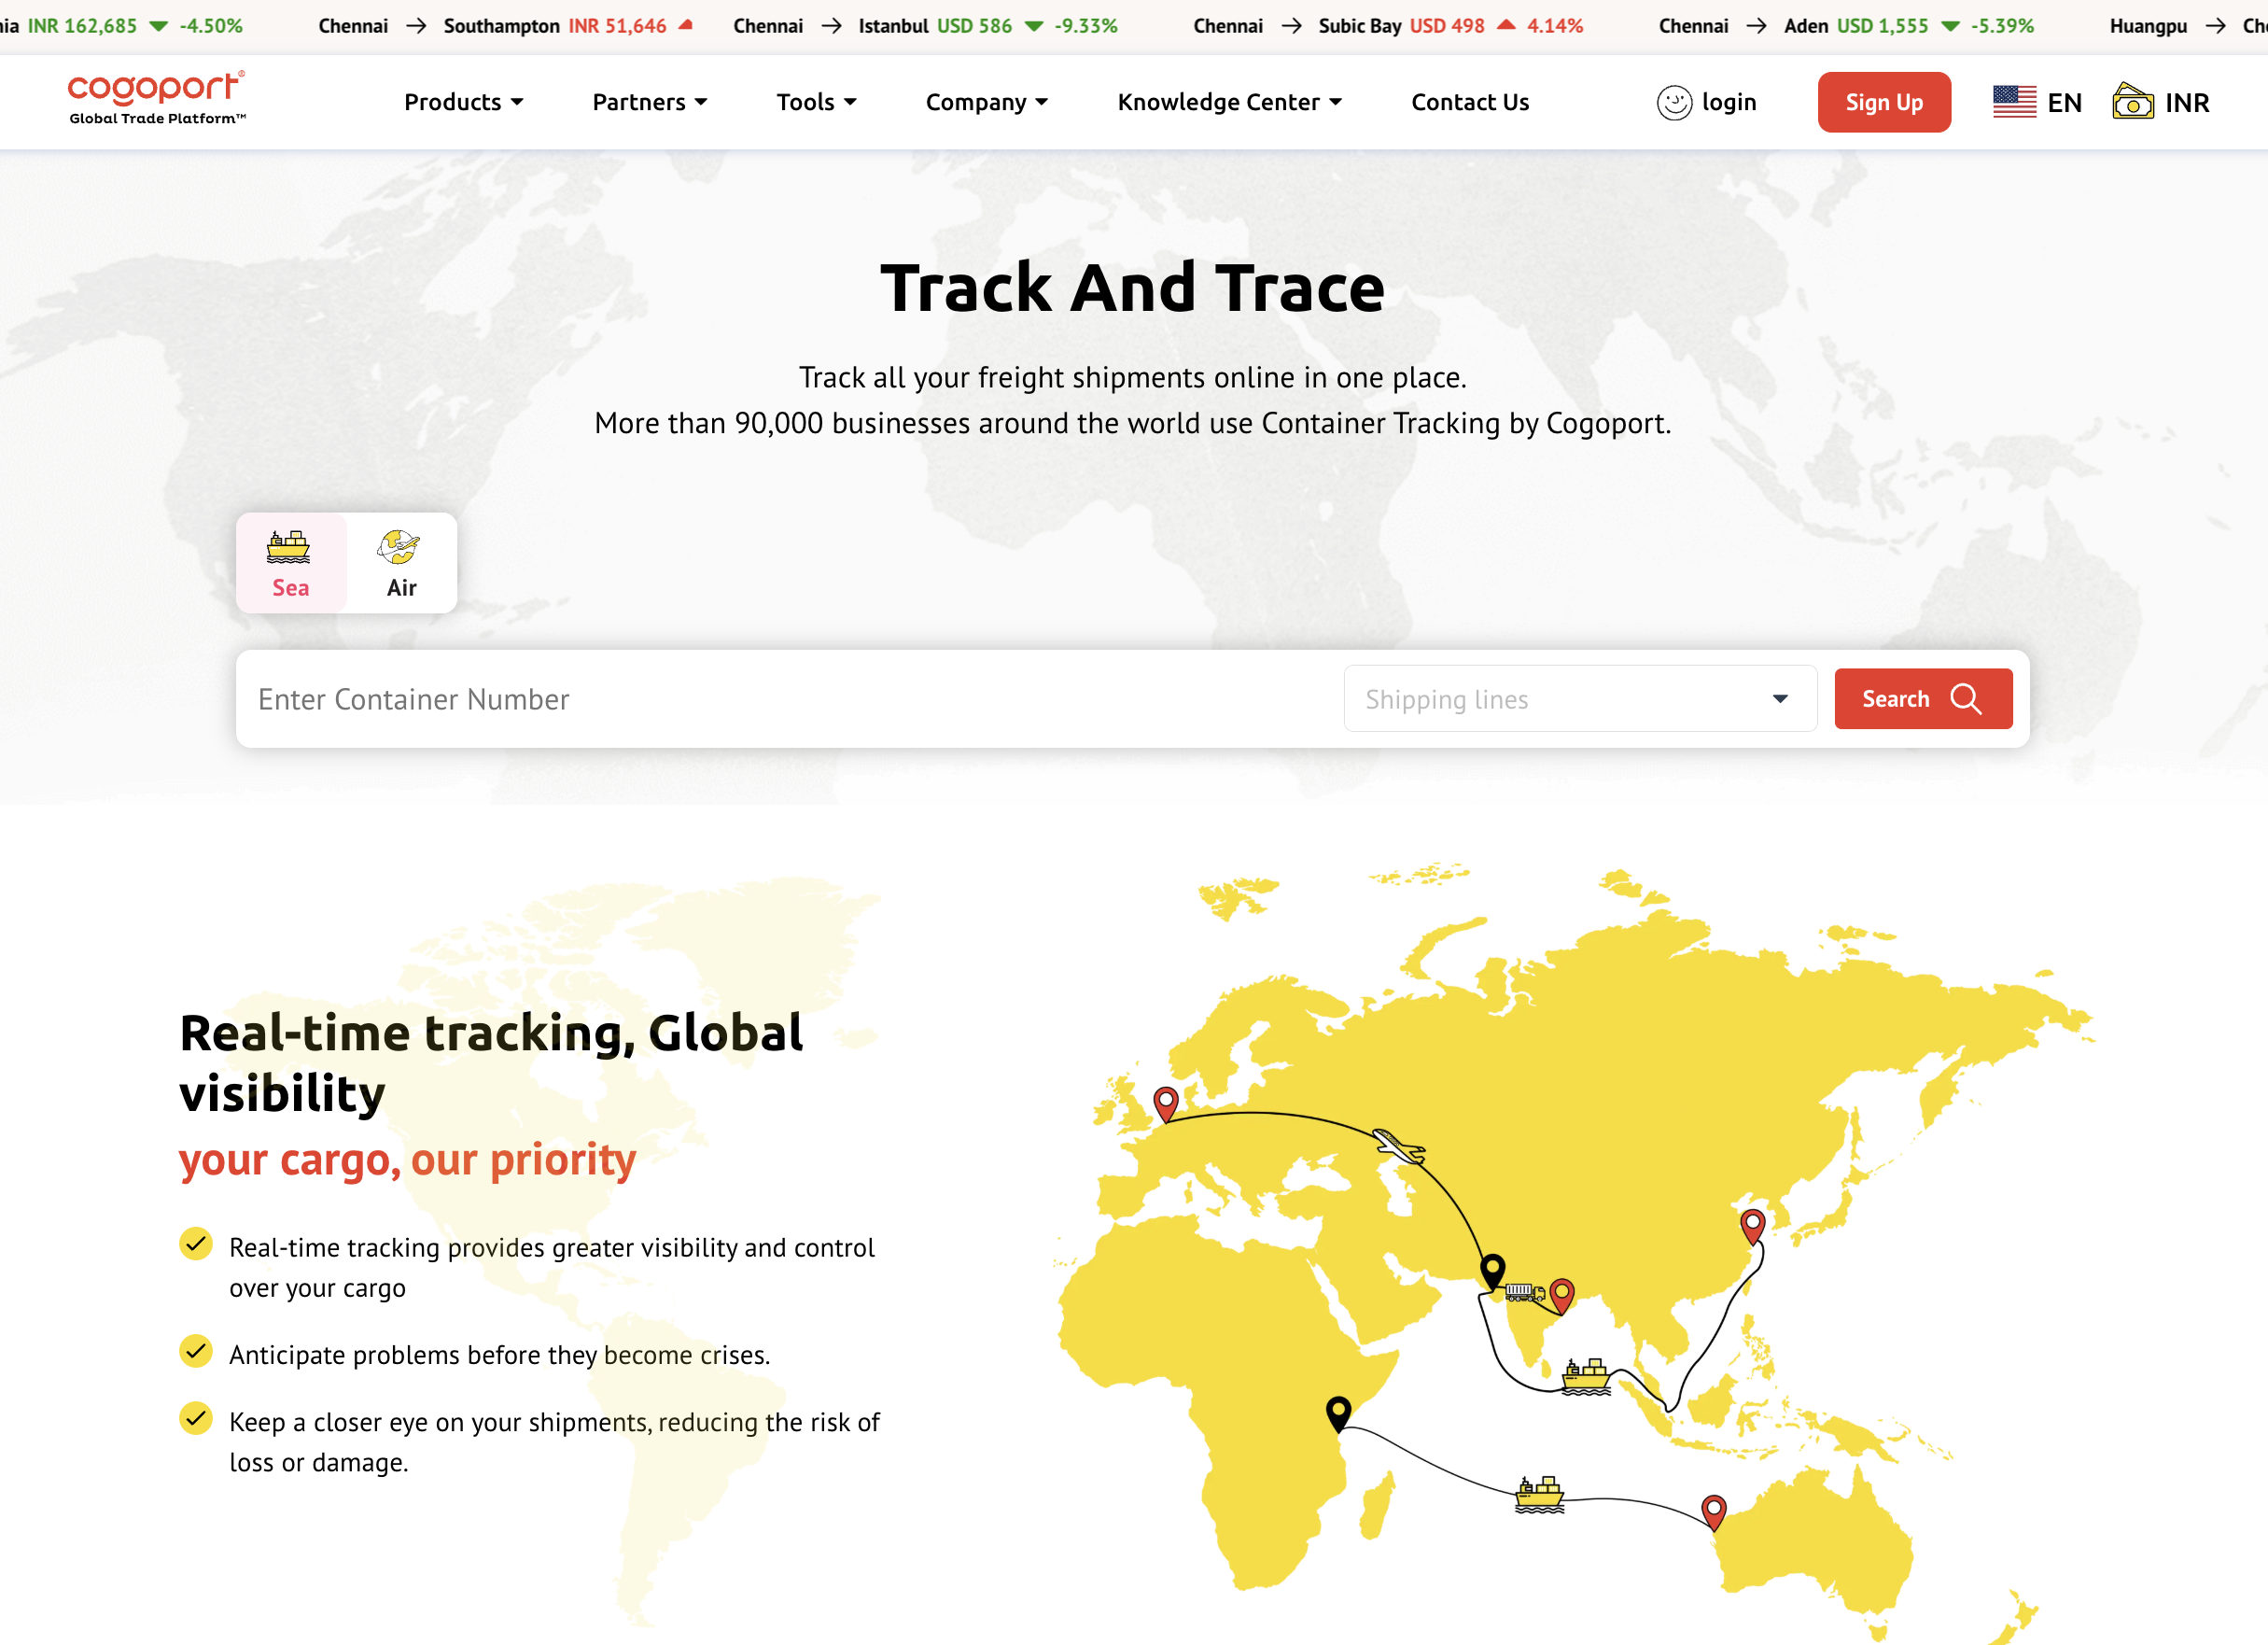 INR 162,685 -4.50% Chennai → Southampton INR 51,646 Chennai → Istanbul USD 586 -9.33% Chennai → Subic Bay USD 498 4.14% Chennai → Aden USD 1,555 -5.39% Huangpu →
cogoport®
Global Trade Platform™
Products Partners Tools Company Knowledge Center Contact Us login Sign Up EN INR
Track And Trace
Track all your freight shipments online in one place.
More than 90,000 businesses around the world use Container Tracking by Cogoport.
Sea Air
Enter Container Number Shipping lines Search
Real-time tracking, Global
visibility
your cargo, our priority
Real-time tracking provides greater visibility and control
over your cargo
Anticipate problems before they become crises.
Keep a closer eye on your shipments, reducing the risk of
loss or damage.